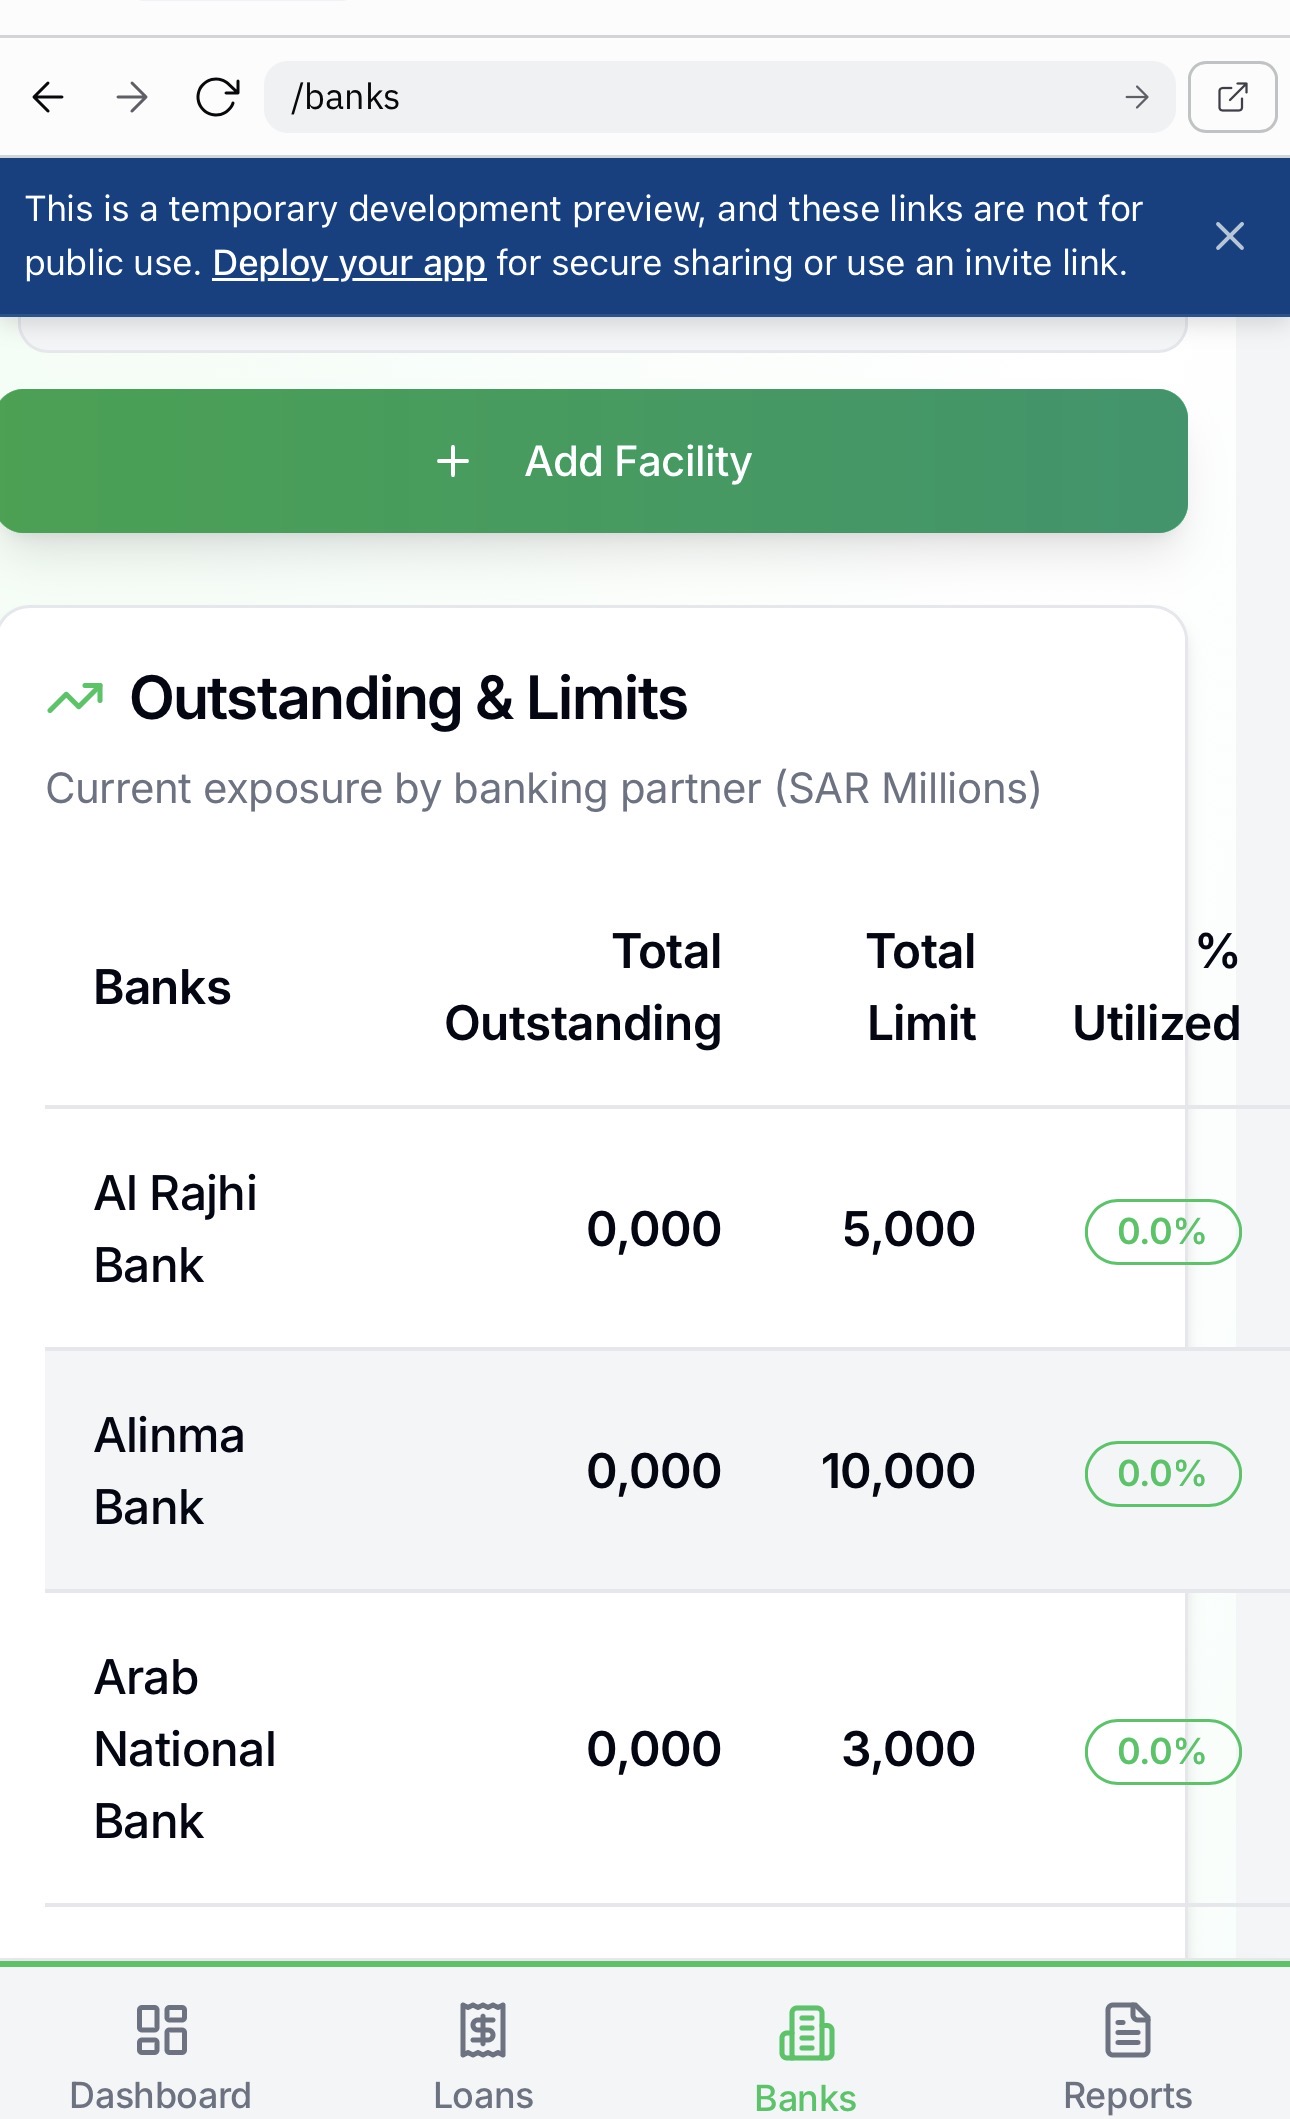 /banks
This is a temporary development preview, and these links are not for
public use. Deploy your app for secure sharing or use an invite link.
Add Facility
Outstanding & Limits
Current exposure by banking partner (SAR Millions)
Banks
Total
Outstanding
Total
Limit
%
Utilized
Al Rajhi
Bank
0,000
5,000
0.0%
Alinma
Bank
0,000
10,000
0.0%
Arab
National
Bank
0,000
3,000
0.0%
Dashboard
Loans
Banks
Reports